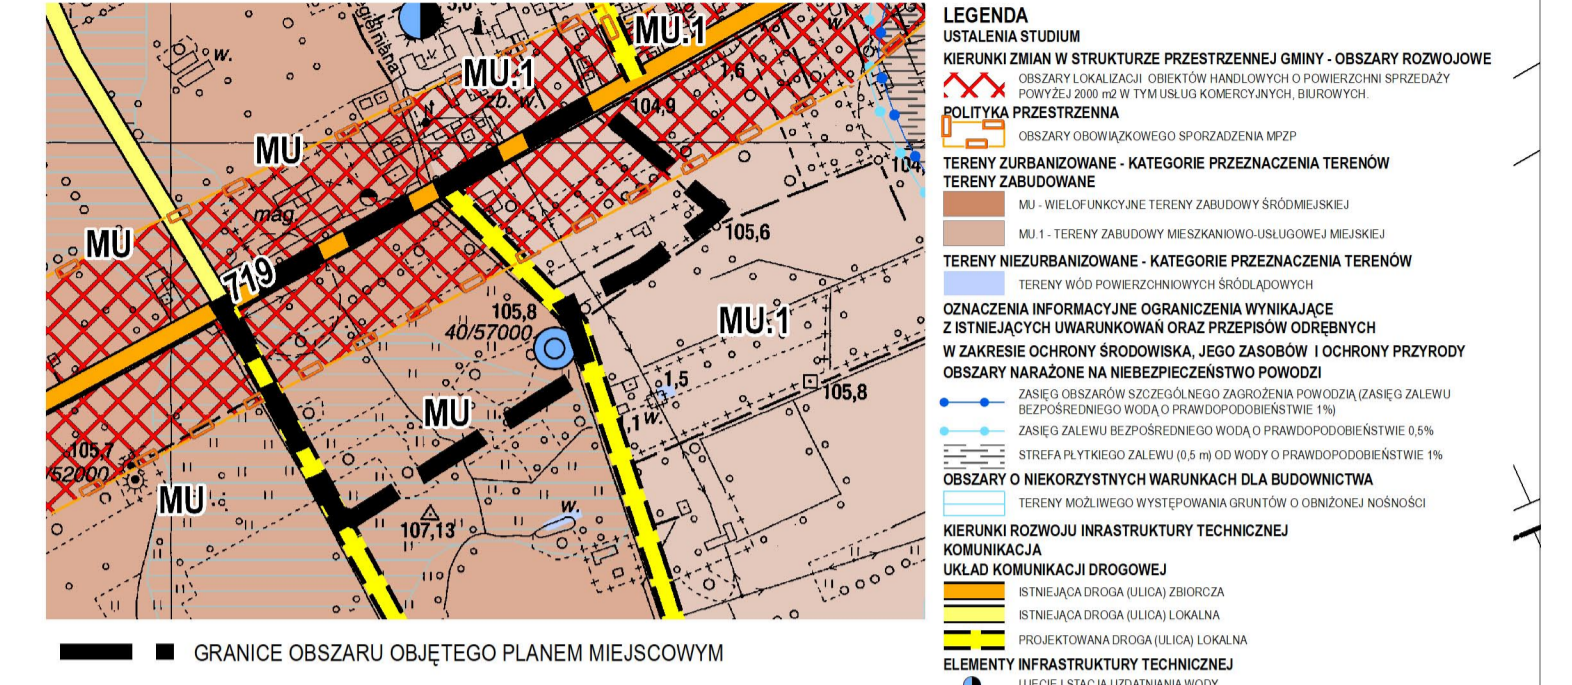 MU.1
w.
MU.1
1,6
zb. w.
104,9
MU
104,
mag.
MU
105,6
719
105,8
40/57000
MU.1
1,5
105,8
MU
w.
105,7
52000
MU
w.
107,13
GRANICE OBSZARU OBJĘTEGO PLANEM MIEJSCOWYM
LEGENDA
USTALENIA STUDIUM
KIERUNKI ZMIAN W STRUKTURZE PRZESTRZENNEJ GMINY - OBSZARY ROZWOJOWE
OBSZARY LOKALIZACJI OBIEKTÓW HANDLOWYCH O POWIERZCHNI SPRZEDAŻY
POWYŻEJ 2000 m2 W TYM USŁUG KOMERCYJNYCH, BIUROWYCH.
POLITYKA PRZESTRZENNA
OBSZARY OBOWIĄZKOWEGO SPORZADZENIA MPZP
TERENY ZURBANIZOWANE - KATEGORIE PRZEZNACZENIA TERENÓW
TERENY ZABUDOWANE
MU - WIELOFUNKCYJNE TERENY ZABUDOWY ŚRÓDMIEJSKIEJ
MU.1 - TERENY ZABUDOWY MIESZKANIOWO-USŁUGOWEJ MIEJSKIEJ
TERENY NIEZURBANIZOWANE - KATEGORIE PRZEZNACZENIA TERENÓW
TERENY WÓD POWIERZCHNIOWYCH ŚRÓDLĄDOWYCH
OZNACZENIA INFORMACYJNE OGRANICZENIA WYNIKAJĄCE
Z ISTNIEJĄCYCH UWARUNKOWAŃ ORAZ PRZEPISÓW ODRĘBNYCH
W ZAKRESIE OCHRONY ŚRODOWISKA, JEGO ZASOBÓW I OCHRONY PRZYRODY
OBSZARY NARAŻONE NA NIEBEZPIECZEŃSTWO POWODZI
ZASIĘG OBSZARÓW SZCZEGÓLNEGO ZAGROŻENIA POWODZIĄ (ZASIĘG ZALEWU
BEZPOŚREDNIEGO WODĄ O PRAWDOPODOBIEŃSTWIE 1%)
ZASIĘG ZALEWU BEZPOŚREDNIEGO WODĄ O PRAWDOPODOBIEŃSTWIE 0,5%
STREFA PŁYTKIEGO ZALEWU (0,5 m) OD WODY O PRAWDOPODOBIEŃSTWIE 1%
OBSZARY O NIEKORZYSTNYCH WARUNKACH DLA BUDOWNICTWA
TERENY MOŻLIWEGO WYSTĘPOWANIA GRUNTÓW O OBNIŻONEJ NOŚNOŚCI
KIERUNKI ROZWOJU INRASTRUKTURY TECHNICZNEJ
KOMUNIKACJA
UKŁAD KOMUNIKACJI DROGOWEJ
ISTNIEJĄCA DROGA (ULICA) ZBIORCZA
ISTNIEJĄCA DROGA (ULICA) LOKALNA
PROJEKTOWANA DROGA (ULICA) LOKALNA
ELEMENTY INFRASTRUKTURY TECHNICZNEJ
UJĘCIE I STACJA UZDATNIANIA WODY